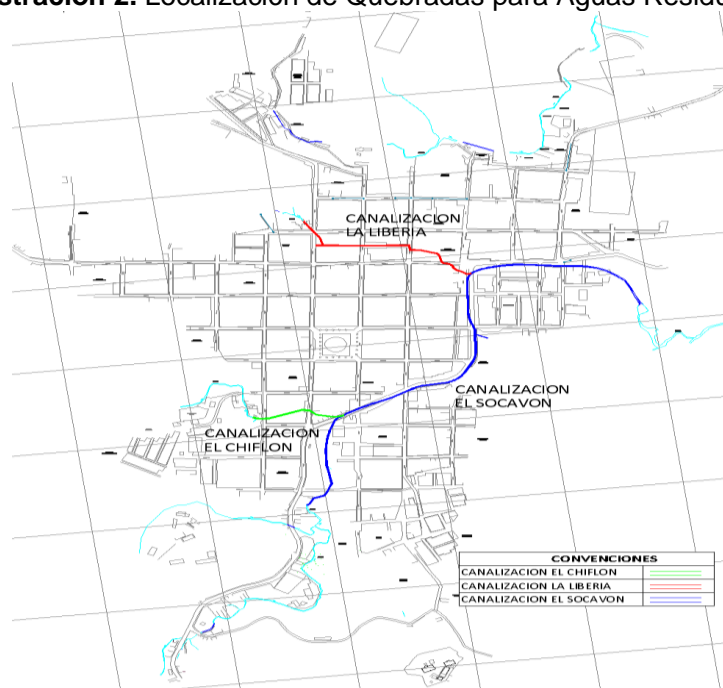 stración 2. Localización de Quebradas para Aguas Resid
CANALIZACION
LA LIBERIA
CANALIZACION
EL SOCAVON
CANALIZACION
EL CHIFLON
CONVENCIONES
CANALIZACION EL CHIFLON
CANALIZACION LA LIBERIA
CANALIZACION EL SOCAVON